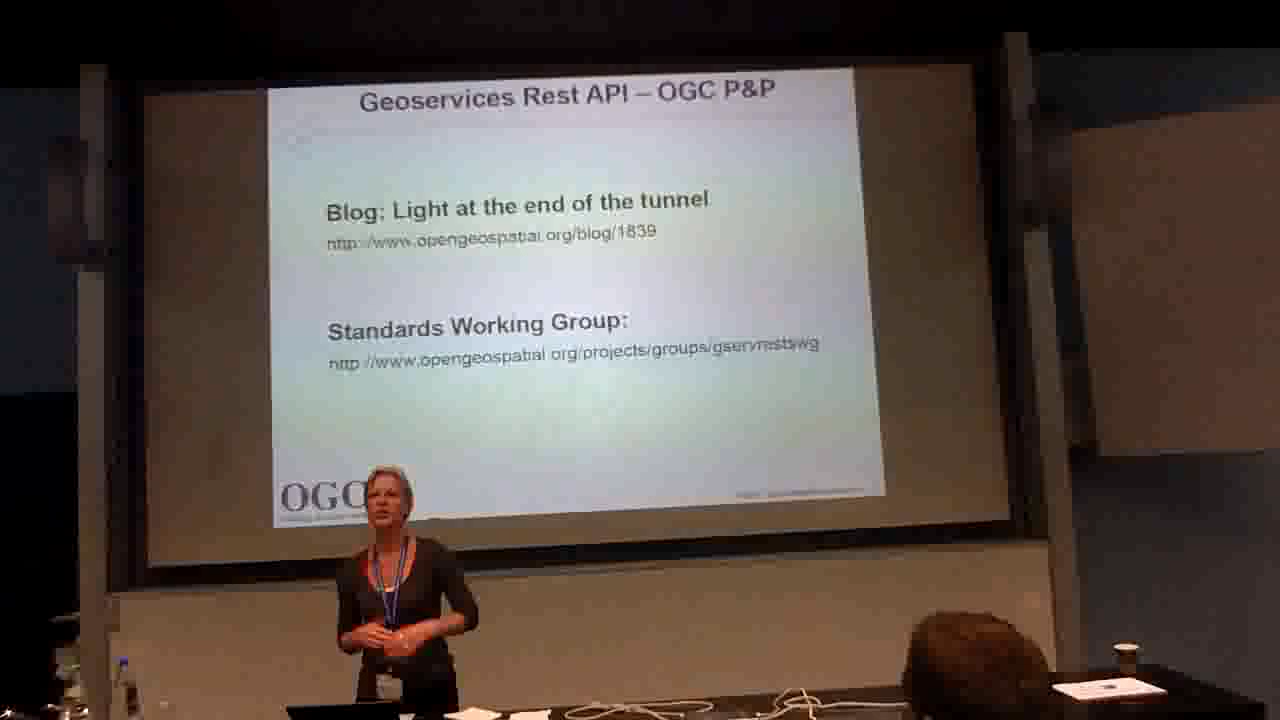 Geoservices Rest API – OGC P&P
Blog: Light at the end of the tunnel
http://www.opengeospatial.org/blog/1839
Standards Working Group:
http://www.opengeospatial.org/projects/groups/gservrestswg
OGC